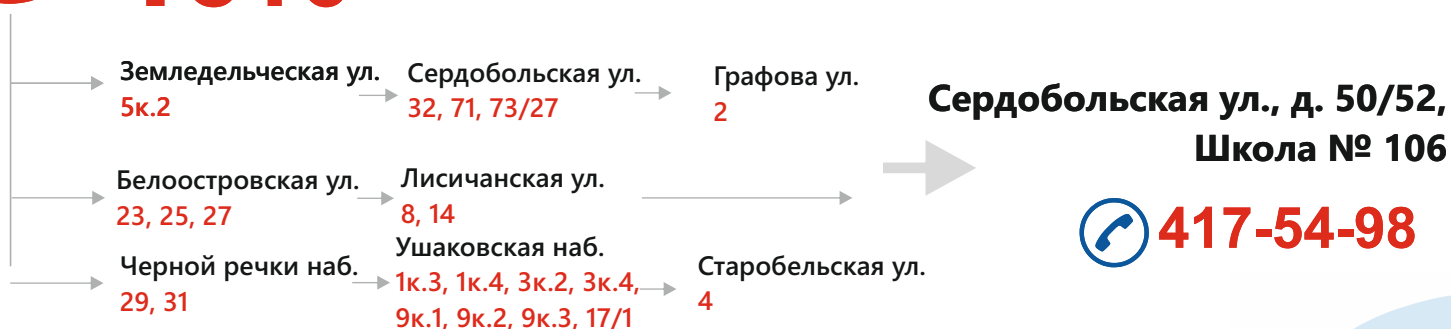 Земледельческая ул.
5к.2
Сердобольская ул.
32, 71, 73/27
Графова ул.
2
Белоостровская ул.
23, 25, 27
Лисичанская ул.
8, 14
Черной речки наб.
29, 31
Ушаковская наб.
1к.3, 1к.4, 3к.2, 3к.4,
9к.1, 9к.2, 9к.3, 17/1
Старобельская ул.
4
Сердобольская ул., д. 50/52,
Школа № 106
417-54-98